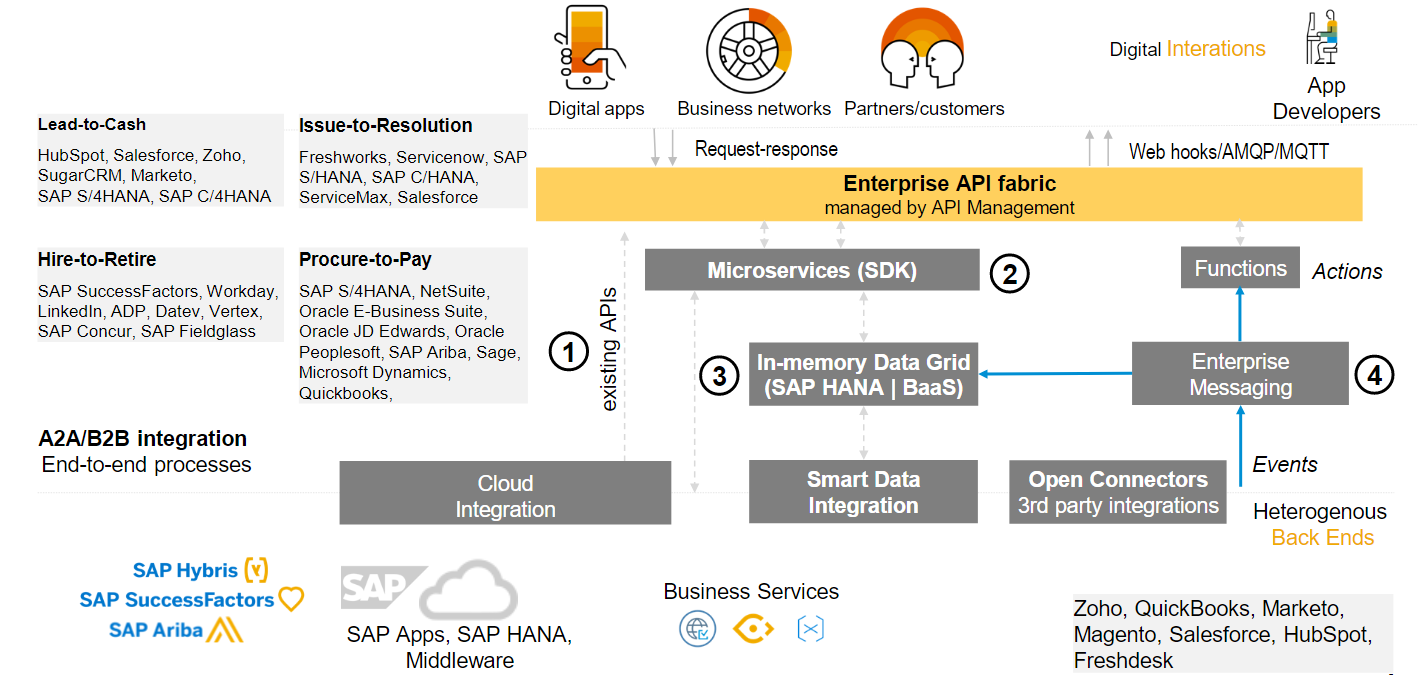 Digital Interations
App
Developers
Digital apps
Business networks
Partners/customers
Lead-to-Cash
HubSpot, Salesforce, Zoho,
SugarCRM, Marketo,
SAP S/4HANA, SAP C/4HANA
Issue-to-Resolution
Freshworks, Servicenow, SAP
S/HANA, SAP C/HANA,
ServiceMax, Salesforce
Request-response
Web hooks/AMQP/MQTT
Enterprise API fabric
managed by API Management
Hire-to-Retire
SAP SuccessFactors, Workday,
LinkedIn, ADP, Datev, Vertex,
SAP Concur, SAP Fieldglass
Procure-to-Pay
SAP S/4HANA, NetSuite,
Oracle E-Business Suite,
Oracle JD Edwards, Oracle
Peoplesoft, SAP Ariba, Sage,
Microsoft Dynamics,
Quickbooks,
1
existing APIs
Microservices (SDK)
2
Functions
Actions
3
In-memory Data Grid
(SAP HANA | BaaS)
Enterprise
Messaging
4
A2A/B2B integration
End-to-end processes
Cloud
Integration
Smart Data
Integration
Open Connectors
3rd party integrations
Events
Heterogenous
Back Ends
SAP Hybris
SAP SuccessFactors
SAP Ariba
SAP
SAP Apps, SAP HANA,
Middleware
Business Services
Zoho, QuickBooks, Marketo,
Magento, Salesforce, HubSpot,
Freshdesk